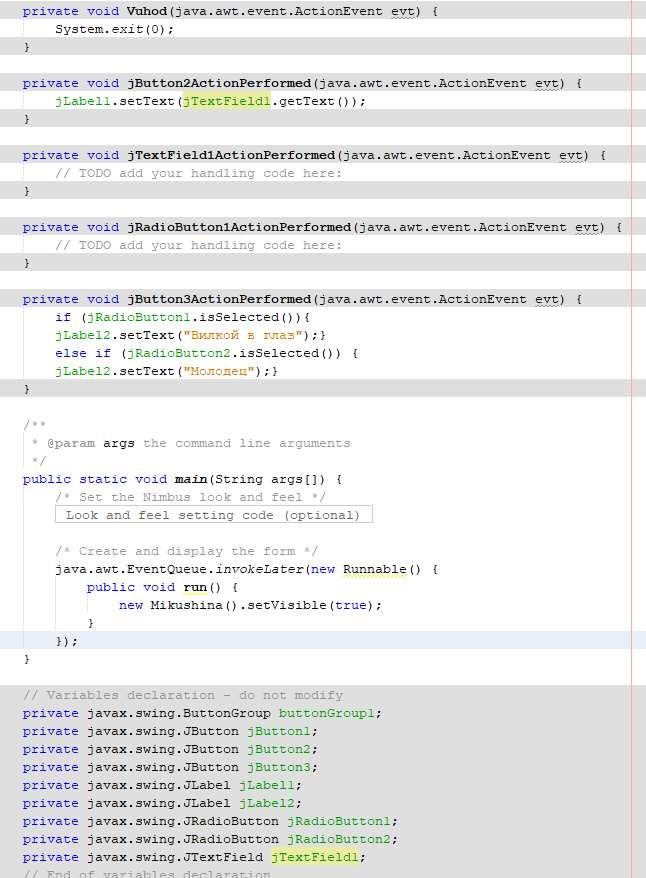 private void Vuhod(java.awt.event.ActionEvent evt) {
System.exit(0);
}
private void jButton2ActionPerformed(java.awt.event.ActionEvent evt) {
jLabel1.setText(jTextField1.getText());
}
private void jTextField1ActionPerformed(java.awt.event.ActionEvent evt) {
// TODO add your handling code here:
}
private void jRadioButton1ActionPerformed(java.awt.event.ActionEvent evt) {
// TODO add your handling code here:
}
private void jButton3ActionPerformed(java.awt.event.ActionEvent evt) {
if (jRadioButton1.isSelected()){
jLabel2.setText("Вилкой в глаз");}
else if (jRadioButton2.isSelected()) {
jLabel2.setText("Молодец");}
}
/**
* @param args the command line arguments
*/
public static void main(String args[]) {
/* Set the Nimbus look and feel */
Look and feel setting code (optional)
/* Create and display the form */
java.awt.EventQueue.invokeLater(new Runnable() {
public void run() {
new Mikushina().setVisible(true);
}
});
}
// Variables declaration - do not modify
private javax.swing.ButtonGroup buttonGroup1;
private javax.swing.JButton jButton1;
private javax.swing.JButton jButton2;
private javax.swing.JButton jButton3;
private javax.swing.JLabel jLabel1;
private javax.swing.JLabel jLabel2;
private javax.swing.JRadioButton jRadioButton1;
private javax.swing.JRadioButton jRadioButton2;
private javax.swing.JTextField jTextField1;
// End of variables declaration